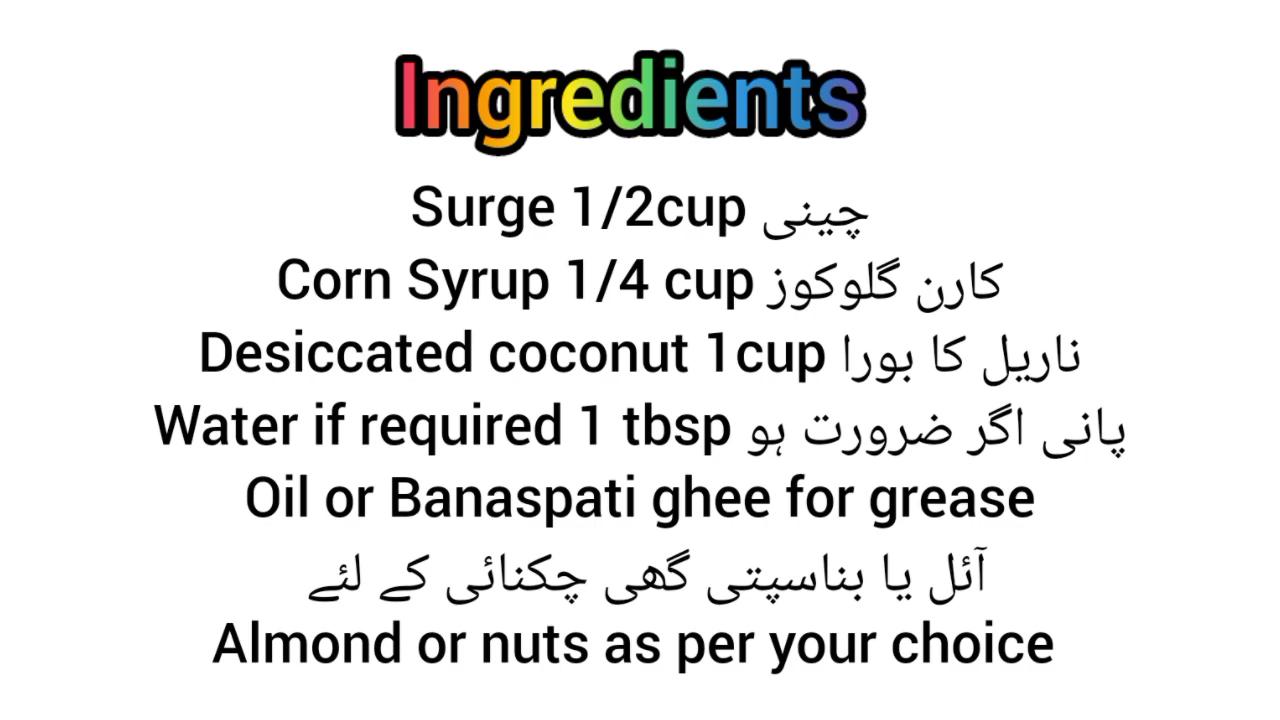 Ingredients
Surge 1/2cup چینی
Corn Syrup 1/4 cup کارن گلوکوز
Desiccated coconut 1cup ناریل کا بورا
Water if required 1 tbsp پانی اگر ضرورت ہو
Oil or Banaspati ghee for grease
آئل یا بناسپتی گھی چکنائی کے لئے
Almond or nuts as per your choice